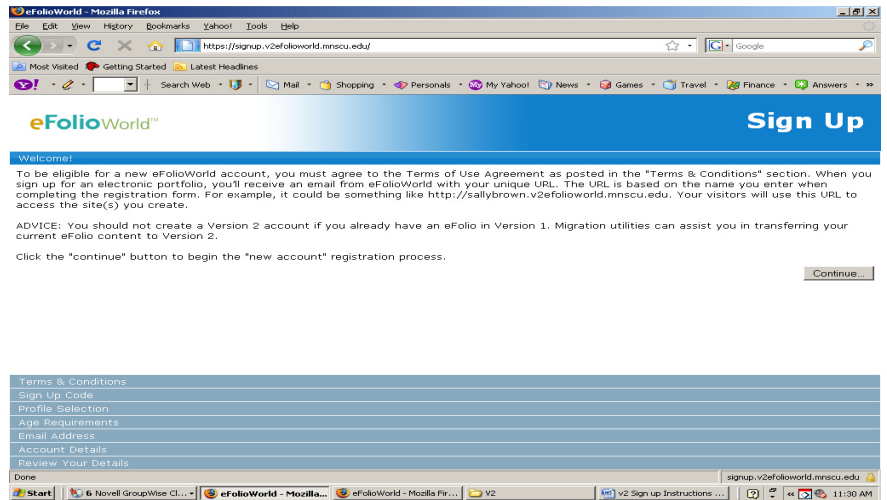 eFolioWorld - Mozilla Firefox
File Edit View History Bookmarks Yahoo! Tools Help
https://signup.v2efolioworld.mnscu.edu/ Google
Most Visited Getting Started Latest Headlines
Search Web Mail Shopping Personals My Yahoo! News Games Travel Finance Answers
eFolioWorld™ Sign Up
Welcome!
To be eligible for a new eFolioWorld account, you must agree to the Terms of Use Agreement as posted in the "Terms & Conditions" section. When you
sign up for an electronic portfolio, you'll receive an email from eFolioWorld with your unique URL. The URL is based on the name you enter when
completing the registration form. For example, it could be something like http://sallybrown.v2efolioworld.mnscu.edu. Your visitors will use this URL to
access the site(s) you create.
ADVICE: You should not create a Version 2 account if you already have an eFolio in Version 1. Migration utilities can assist you in transferring your
current eFolio content to Version 2.
Click the "continue" button to begin the "new account" registration process.
Continue...
Terms & Conditions
Sign Up Code
Profile Selection
Age Requirements
Email Address
Account Details
Review Your Details
Done signup.v2efolioworld.mnscu.edu
Start 6 Novell GroupWise Cl... eFolioWorld - Mozilla... eFolioWorld - Mozilla Fir... V2 v2 Sign up Instructions ... 11:30 AM